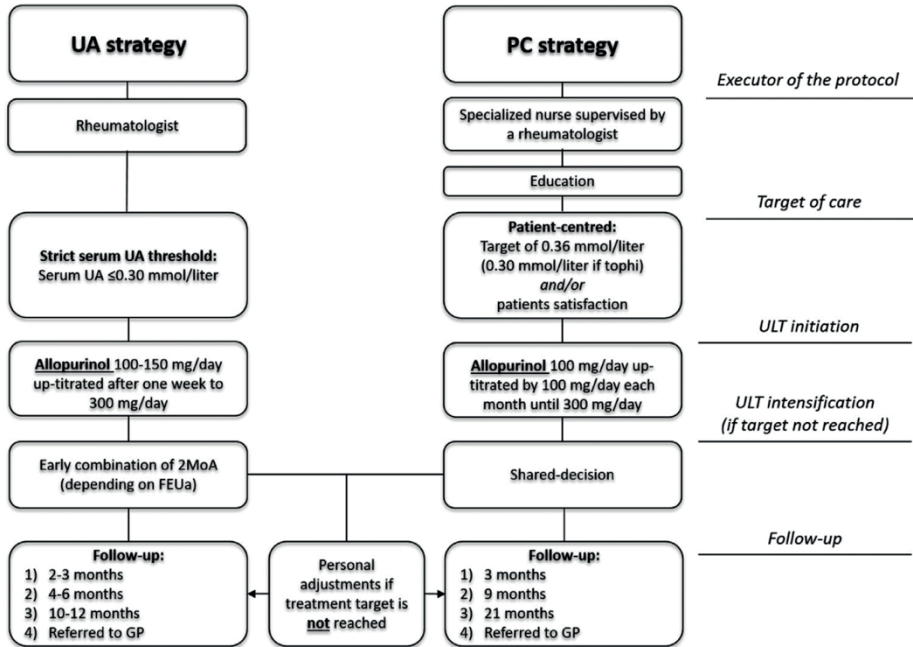 UA strategy
Rheumatologist
Strict serum UA threshold:
Serum UA ≤0.30 mmol/liter
Allopurinol 100-150 mg/day
up-titrated after one week to
300 mg/day
Early combination of 2MoA
(depending on FEUa)
Follow-up:
1) 2-3 months
2) 4-6 months
3) 10-12 months
4) Referred to GP
Personal
adjustments if
treatment target is
not reached
PC strategy
Specialized nurse supervised by
a rheumatologist
Education
Patient-centred:
Target of 0.36 mmol/liter
(0.30 mmol/liter if tophi)
and/or
patients satisfaction
Allopurinol 100 mg/day up-
titrated by 100 mg/day each
month until 300 mg/day
Shared-decision
Follow-up:
1) 3 months
2) 9 months
3) 21 months
4) Referred to GP
Executor of the protocol
Target of care
ULT initiation
ULT intensification
(if target not reached)
Follow-up